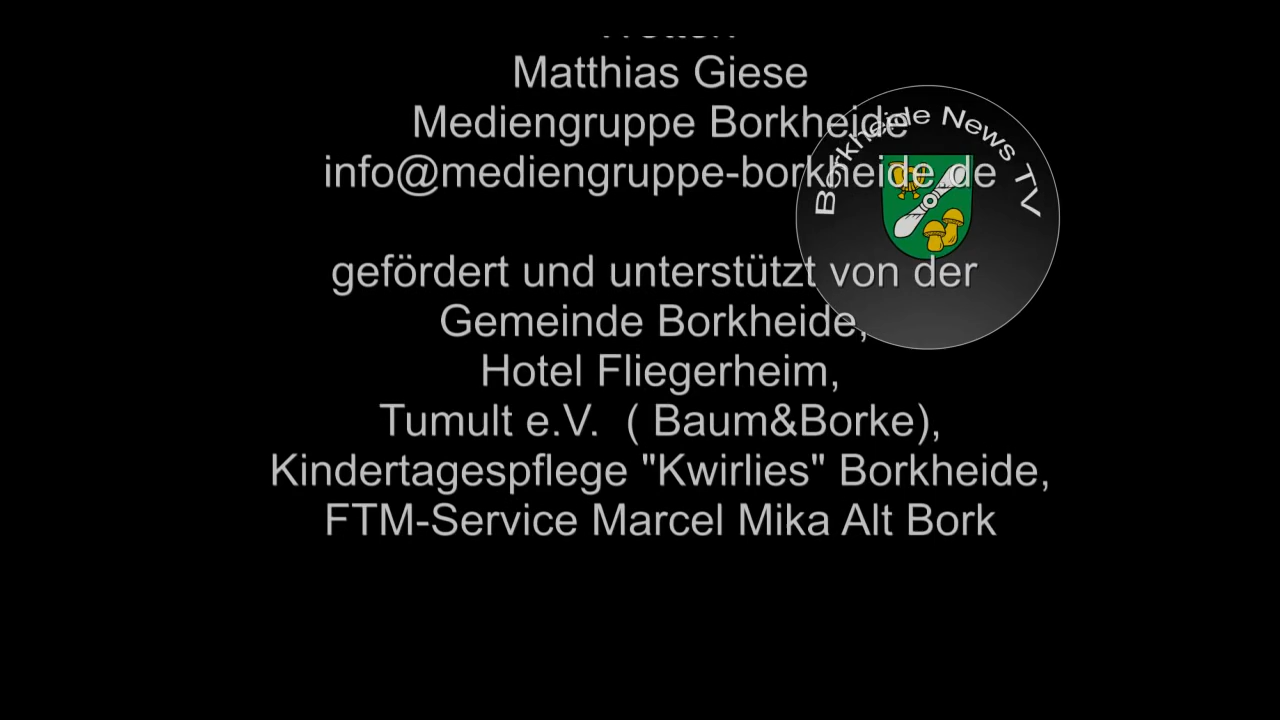 Matthias Giese
Mediengruppe Borkheide
info@mediengruppe-borkheide.de
Borkheide News TV
gefördert und unterstützt von der
Gemeinde Borkheide,
Hotel Fliegerheim,
Tumult e.V.  ( Baum&Borke),
Kindertagespflege "Kwirlies" Borkheide,
FTM-Service Marcel Mika Alt Bork